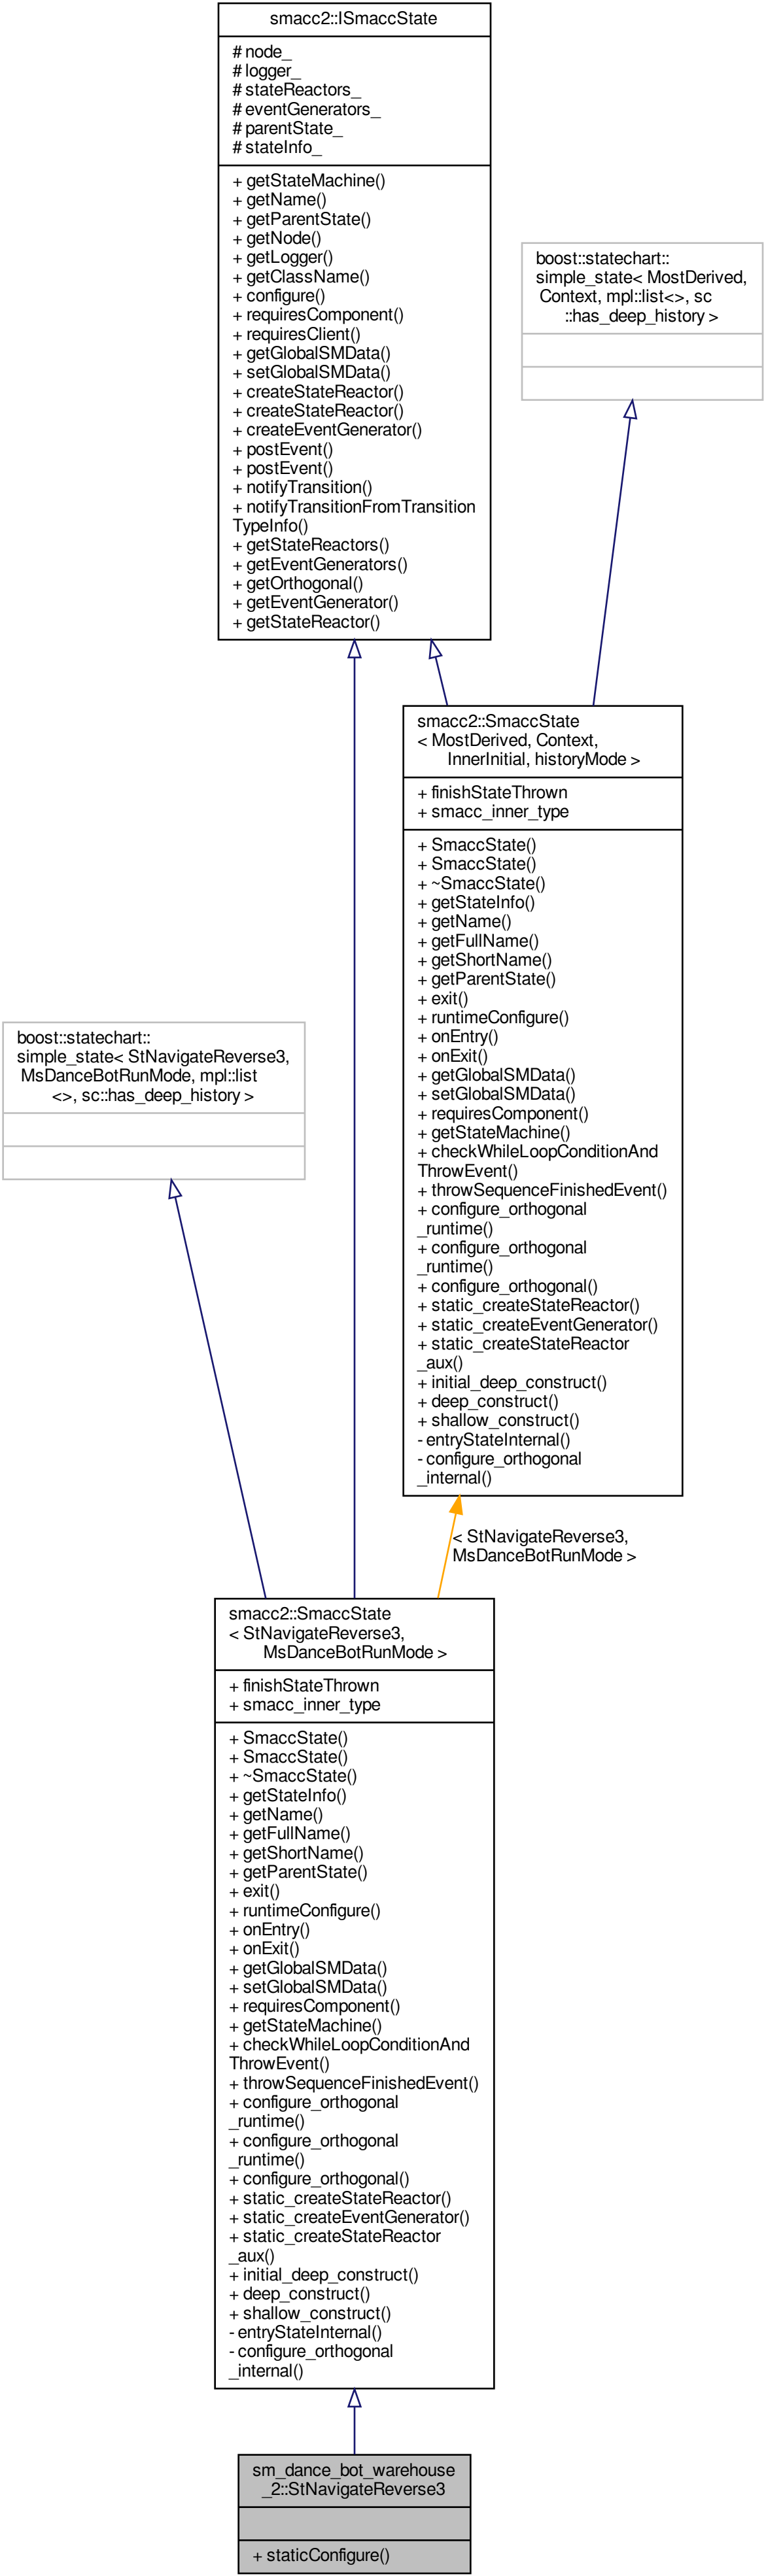 smacc2::ISmaccState
# node_
# logger_
# stateReactors_
# eventGenerators_
# parentState_
# stateInfo_
+ getStateMachine()
+ getName()
+ getParentState()
+ getNode()
+ getLogger()
+ getClassName()
+ configure()
+ requiresComponent()
+ requiresClient()
+ getGlobalSMData()
+ setGlobalSMData()
+ createStateReactor()
+ createStateReactor()
+ createEventGenerator()
+ postEvent()
+ postEvent()
+ notifyTransition()
+ notifyTransitionFromTransition
TypeInfo()
+ getStateReactors()
+ getEventGenerators()
+ getOrthogonal()
+ getEventGenerator()
+ getStateReactor()
boost::statechart::
simple_state< MostDerived,
Context, mpl::list<>, sc
::has_deep_history >
smacc2::SmaccState
< MostDerived, Context,
InnerInitial, historyMode >
+ finishStateThrown
+ smacc_inner_type
+ SmaccState()
+ SmaccState()
+ ~SmaccState()
+ getStateInfo()
+ getName()
+ getFullName()
+ getShortName()
+ getParentState()
+ exit()
+ runtimeConfigure()
+ onEntry()
+ onExit()
+ getGlobalSMData()
+ setGlobalSMData()
+ requiresComponent()
+ getStateMachine()
+ checkWhileLoopConditionAnd
ThrowEvent()
+ throwSequenceFinishedEvent()
+ configure_orthogonal
_runtime()
+ configure_orthogonal
_runtime()
+ configure_orthogonal()
+ static_createStateReactor()
+ static_createEventGenerator()
+ static_createStateReactor
_aux()
+ initial_deep_construct()
+ deep_construct()
+ shallow_construct()
- entryStateInternal()
- configure_orthogonal
_internal()
boost::statechart::
simple_state< StNavigateReverse3,
MsDanceBotRunMode, mpl::list
<>, sc::has_deep_history >
< StNavigateReverse3,
MsDanceBotRunMode >
smacc2::SmaccState
< StNavigateReverse3,
MsDanceBotRunMode >
+ finishStateThrown
+ smacc_inner_type
+ SmaccState()
+ SmaccState()
+ ~SmaccState()
+ getStateInfo()
+ getName()
+ getFullName()
+ getShortName()
+ getParentState()
+ exit()
+ runtimeConfigure()
+ onEntry()
+ onExit()
+ getGlobalSMData()
+ setGlobalSMData()
+ requiresComponent()
+ getStateMachine()
+ checkWhileLoopConditionAnd
ThrowEvent()
+ throwSequenceFinishedEvent()
+ configure_orthogonal
_runtime()
+ configure_orthogonal
_runtime()
+ configure_orthogonal()
+ static_createStateReactor()
+ static_createEventGenerator()
+ static_createStateReactor
_aux()
+ initial_deep_construct()
+ deep_construct()
+ shallow_construct()
- entryStateInternal()
- configure_orthogonal
_internal()
sm_dance_bot_warehouse
_2::StNavigateReverse3
+ staticConfigure()